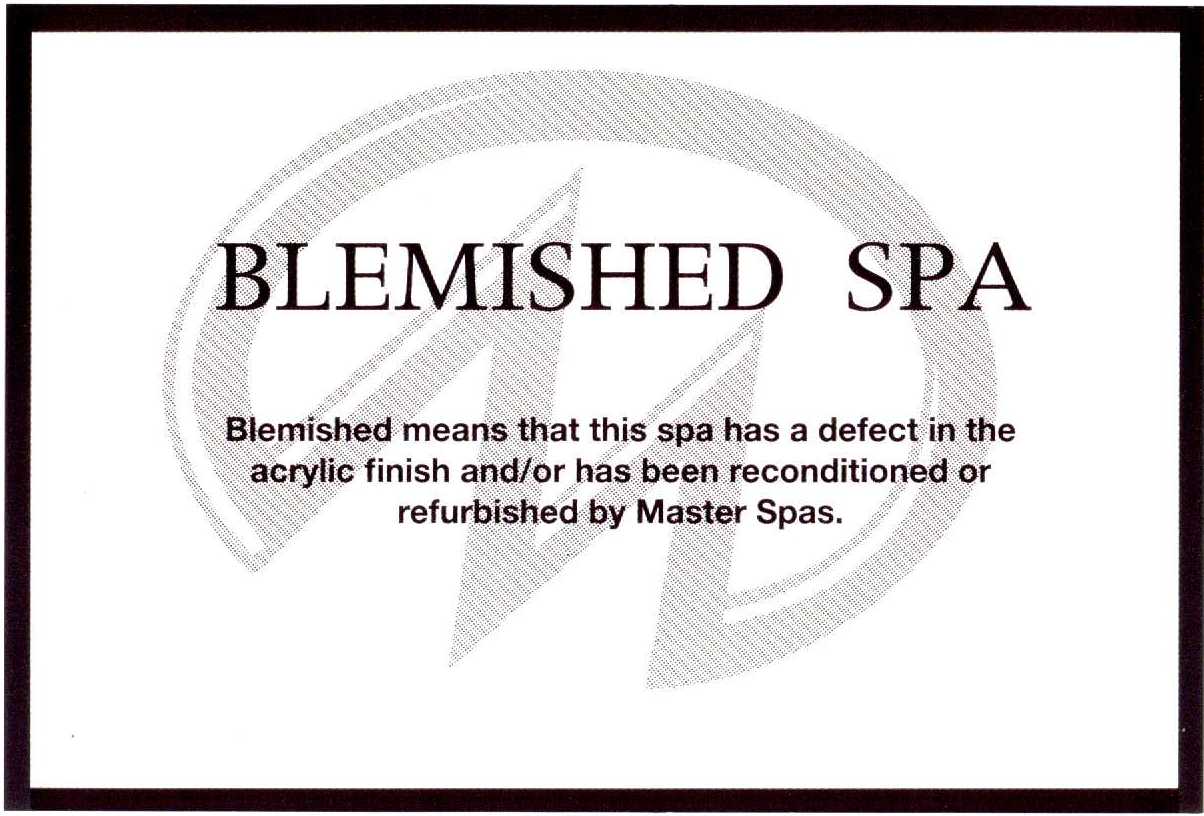 BLEMISHED SPA
Blemished means that this spa has a defect in the
acrylic finish and/or has been reconditioned or
refurbished by Master Spas.